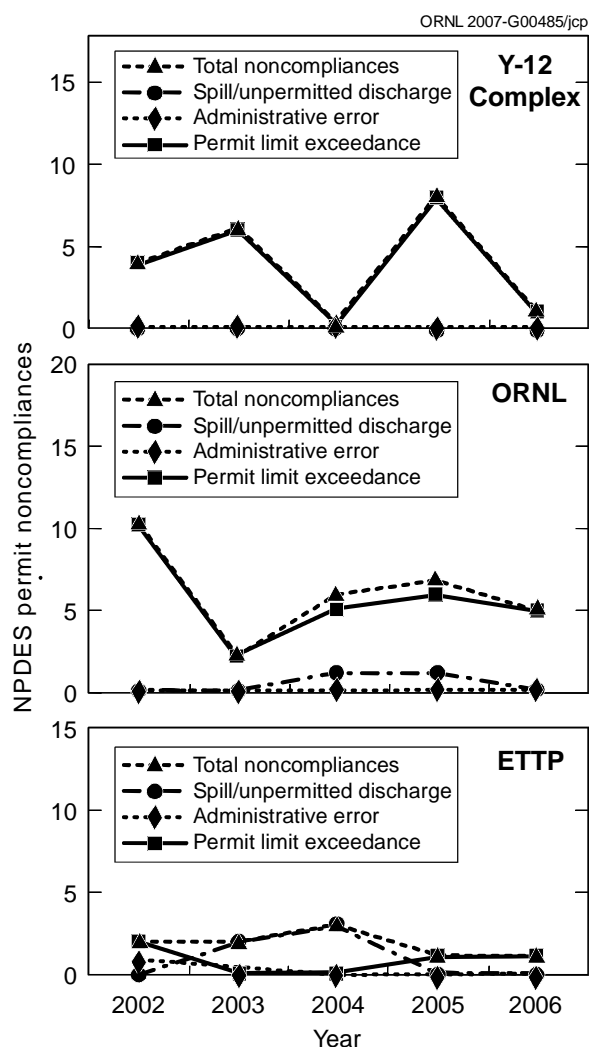 ORNL 2007-G00485/jcp
Y-12
Complex
Total noncompliances
Spill/unpermitted discharge
Administrative error
Permit limit exceedance
15
10
5
0
NPDES permit noncompliances
ORNL
Total noncompliances
Spill/unpermitted discharge
Administrative error
Permit limit exceedance
20
15
10
5
0
ETTP
Total noncompliances
Spill/unpermitted discharge
Administrative error
Permit limit exceedance
15
10
5
0
2002 2003 2004 2005 2006
Year